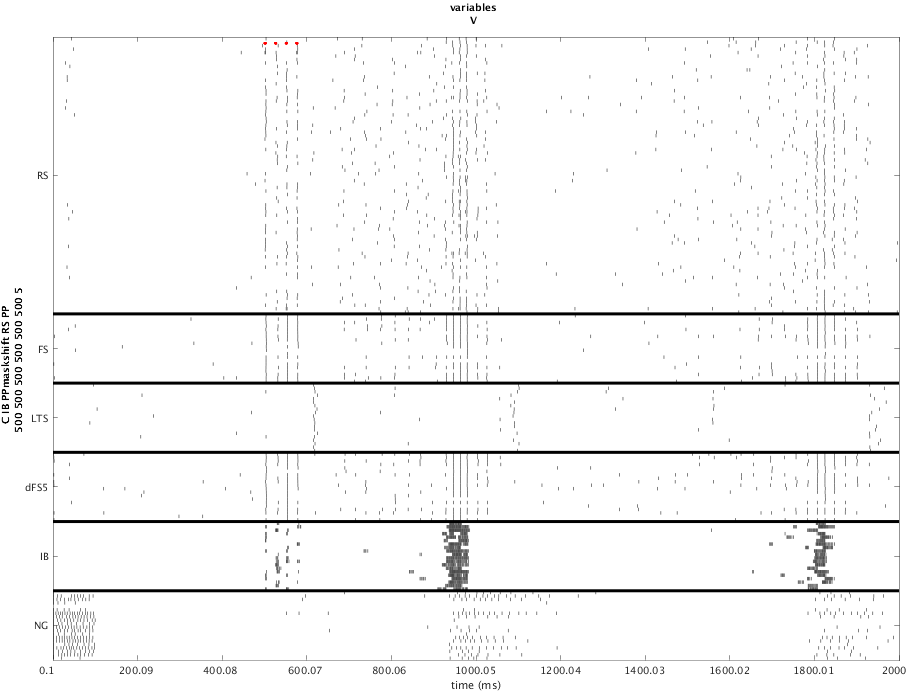 variables
V
C IB PPmaskshift RS PP
500 500 500 500 500 500 500 5
RS
FS
LTS
dFS5
IB
NG
0.1
200.09
400.08
600.07
800.06
1000.05
1200.04
1400.03
1600.02
1800.01
2000
time (ms)